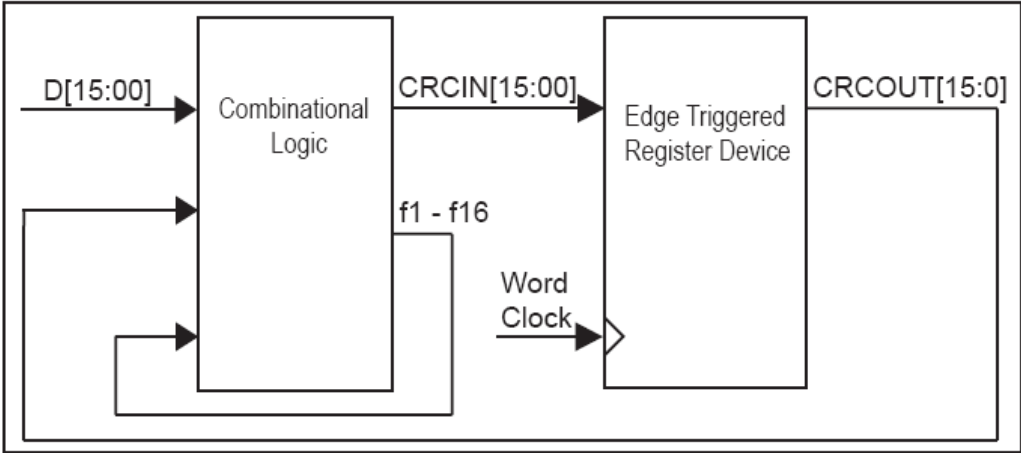 D[15:00]
Combinational
Logic
CRCIN[15:00]
f1 - f16
Edge Triggered
Register Device
Word
Clock
CRCOUT[15:0]